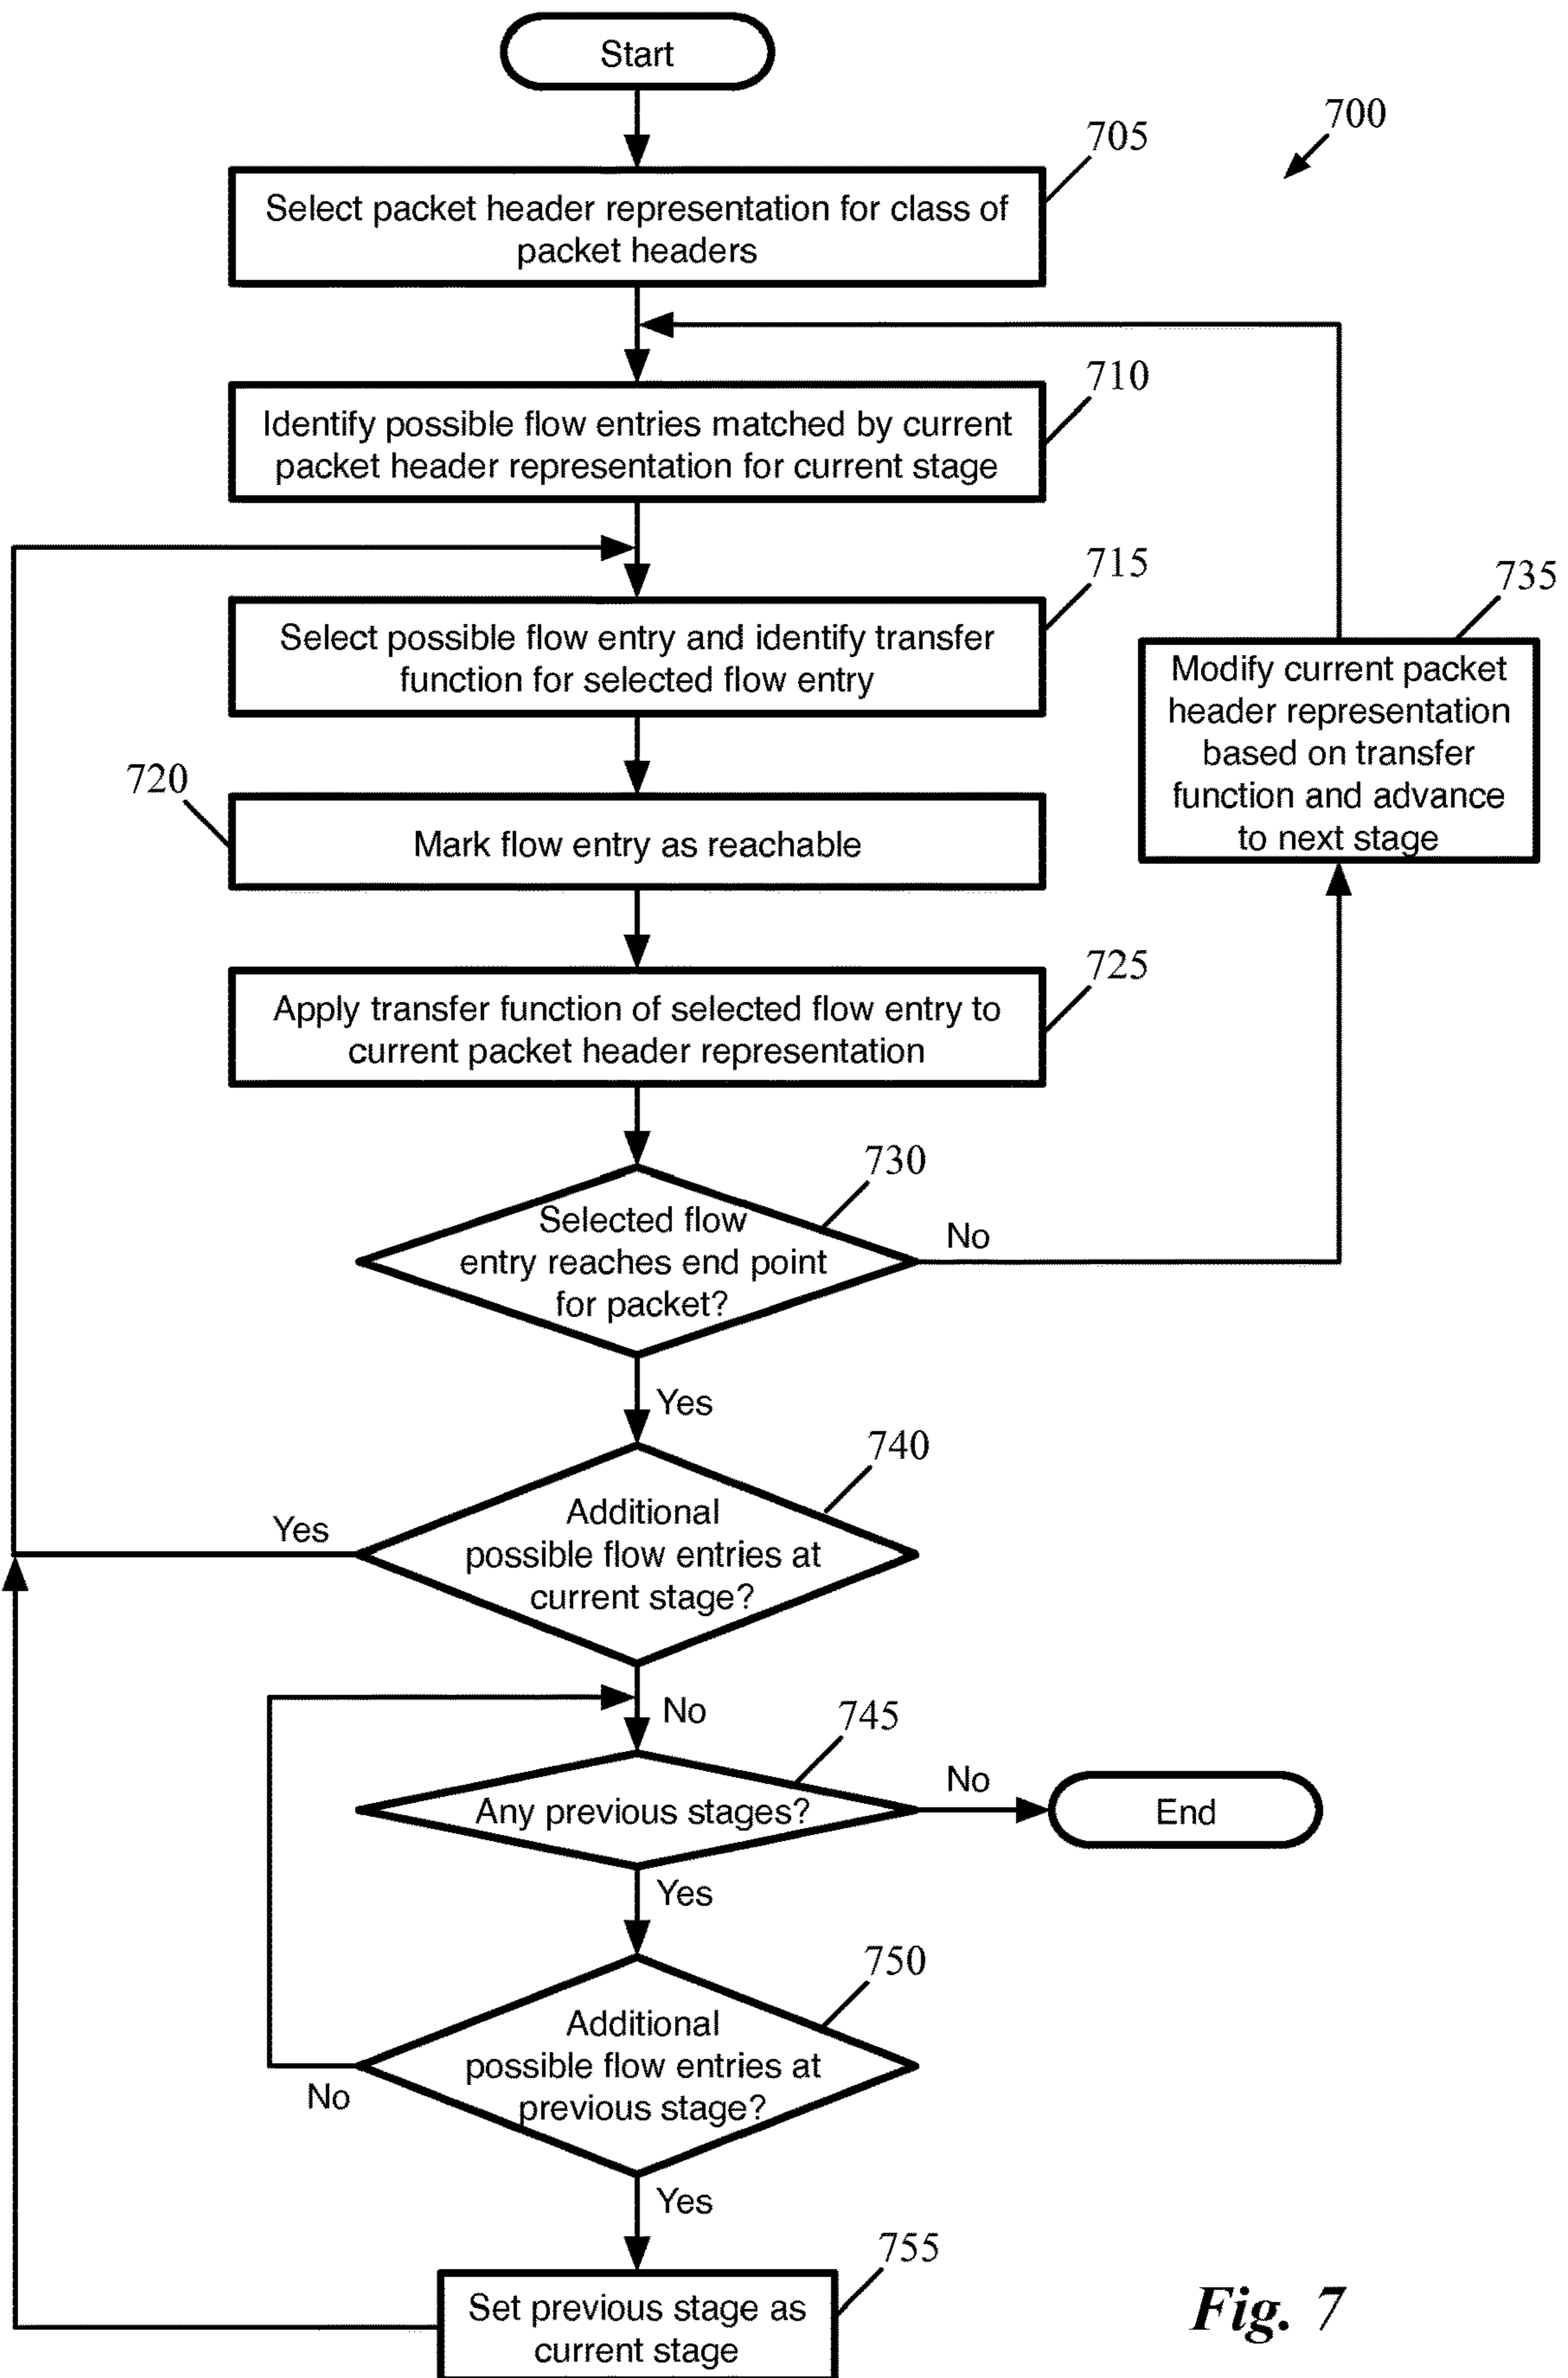 Start
700
705
Select packet header representation for class of
packet headers
710
Identify possible flow entries matched by current
packet header representation for current stage
715
Select possible flow entry and identify transfer
function for selected flow entry
735
Modify current packet
header representation
based on transfer
function and advance
to next stage
720
Mark flow entry as reachable
725
Apply transfer function of selected flow entry to
current packet header representation
730
Selected flow
entry reaches end point
for packet?
No
Yes
740
Additional
possible flow entries at
current stage?
Yes
No
745
Any previous stages?
No
End
Yes
750
Additional
possible flow entries at
previous stage?
No
Yes
755
Set previous stage as
current stage
Fig. 7